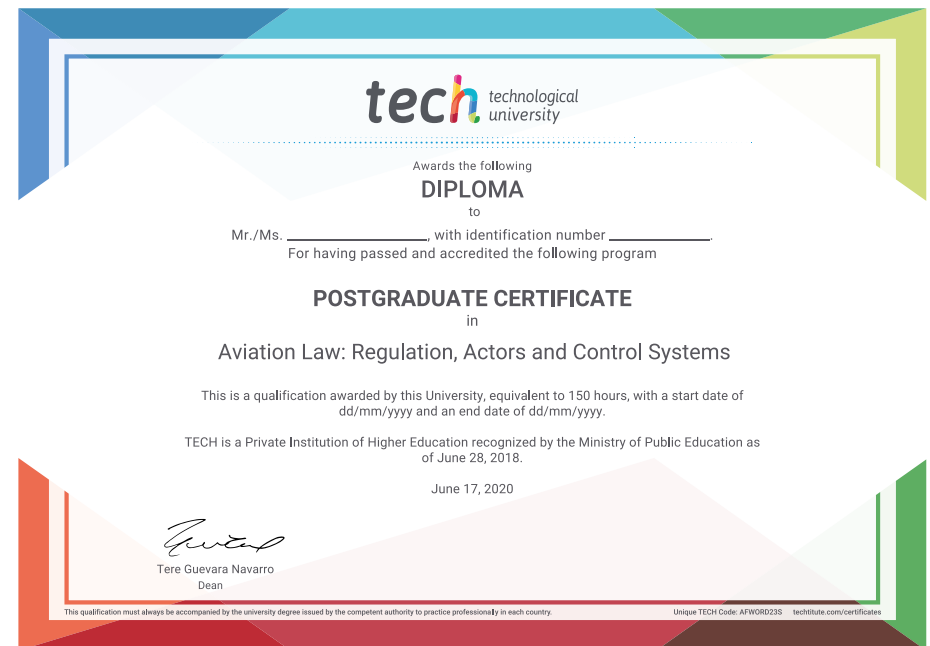 tech technological
university
Awards the following
DIPLOMA
to
Mr./Ms. ____________________, with identification number ______________.
For having passed and accredited the following program
POSTGRADUATE CERTIFICATE
in
Aviation Law: Regulation, Actors and Control Systems
This is a qualification awarded by this University, equivalent to 150 hours, with a start date of
dd/mm/yyyy and an end date of dd/mm/yyyy.
TECH is a Private Institution of Higher Education recognized by the Ministry of Public Education as
of June 28, 2018.
June 17, 2020
Tere Guevara Navarro
Dean
This qualification must always be accompanied by the university degree issued by the competent authority to practice professionally in each country.
Unique TECH Code: AFWORD23S techtitute.com/certificates